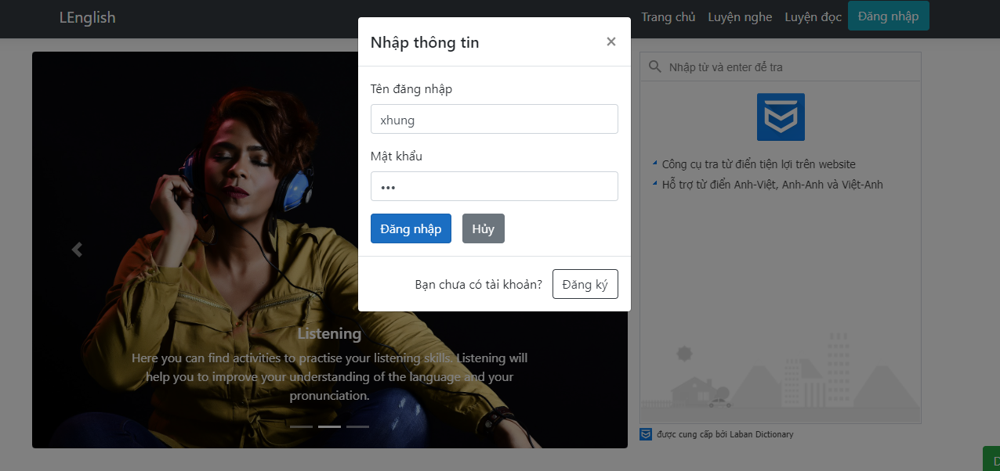 LEnglish
Trang chủ Luyện nghe Luyện đọc Đăng nhập
Nhập thông tin ×
Tên đăng nhập
xhung
Mật khẩu
•••
Đăng nhập Hủy
Bạn chưa có tài khoản? Đăng ký
Listening
Here you can find activities to practise your listening skills. Listening will
help you to improve your understanding of the language and your
pronunciation.
Nhập từ và enter để tra
Công cụ tra từ điển tiện lợi trên website
Hỗ trợ từ điển Anh-Việt, Anh-Anh và Việt-Anh
được cung cấp bởi Laban Dictionary